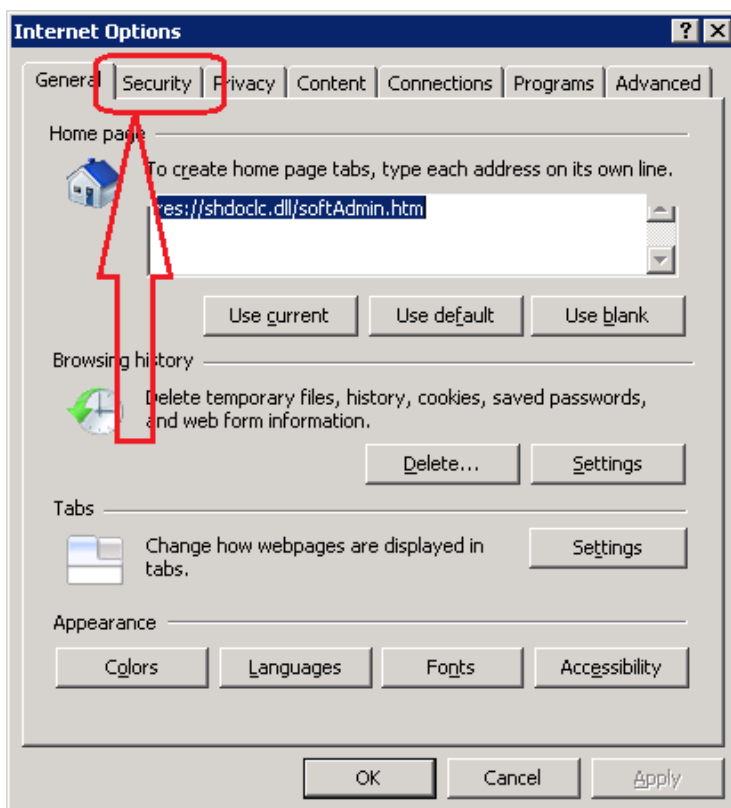 Internet Options
General Security Privacy Content Connections Programs Advanced
Home page
To create home page tabs, type each address on its own line.
res://shdoclc.dll/softAdmin.htm
Use current Use default Use blank
Browsing history
Delete temporary files, history, cookies, saved passwords,
and web form information.
Delete... Settings
Tabs
Change how webpages are displayed in
tabs.
Settings
Appearance
Colors Languages Fonts Accessibility
OK Cancel Apply